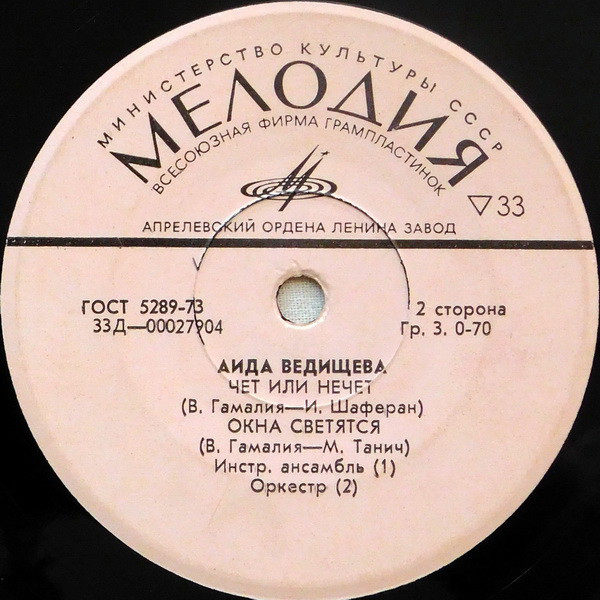 МИНИСТЕРСТВО КУЛЬТУРЫ СССР
МЕЛОДИЯ
ВСЕСОЮЗНАЯ ФИРМА ГРАМПЛАСТИНОК
▽33
АПРЕЛЕВСКИЙ ОРДЕНА ЛЕНИНА ЗАВОД
ГОСТ 5289-73
33Д—00027904
2 сторона
Гр. 3. 0-70
АИДА ВЕДИЩЕВА
ЧЕТ ИЛИ НЕЧЕТ
(В. Гамалия—И. Шаферан)
ОКНА СВЕТЯТСЯ
(В. Гамалия—М. Танич)
Инстр. ансамбль (1)
Оркестр (2)